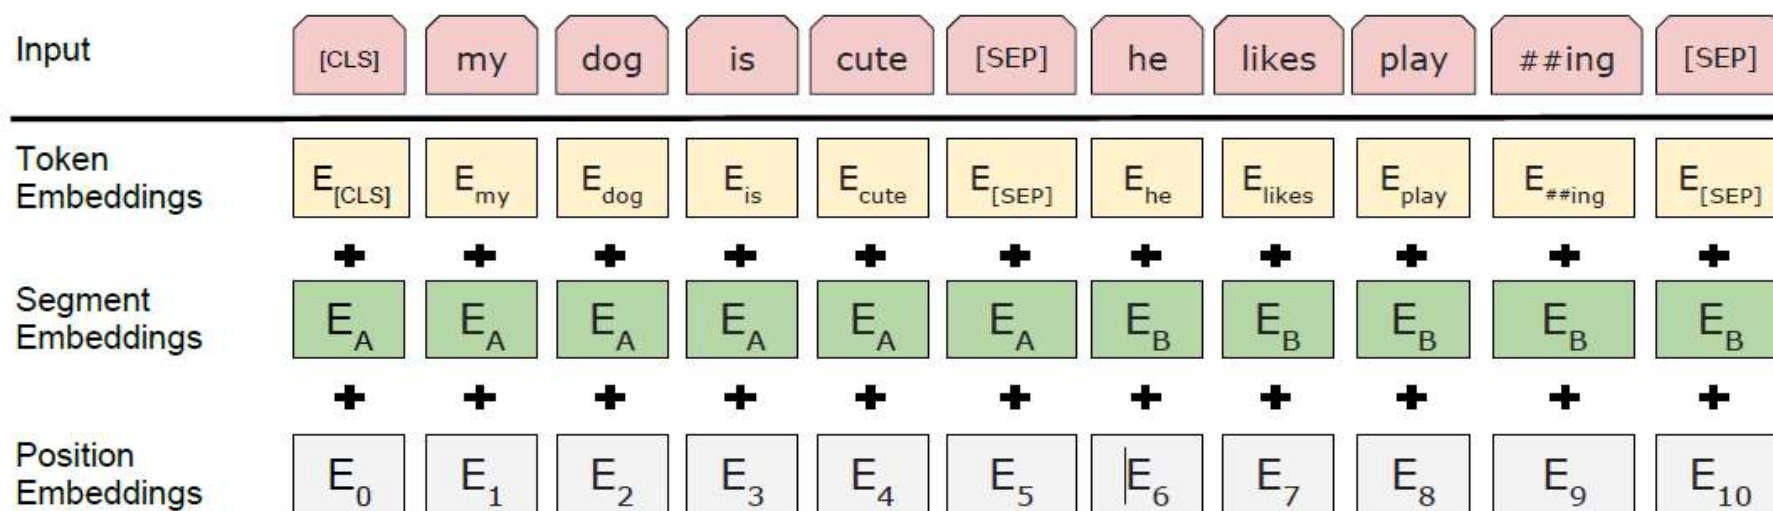 Input [CLS] my dog is cute [SEP] he likes play ##ing [SEP]
Token Embeddings E[CLS] Emy Edog Eis Ecute E[SEP] Ehe Elikes Eplay E##ing E[SEP]
+ + + + + + + + + + +
Segment Embeddings EA EA EA EA EA EA EB EB EB EB EB
+ + + + + + + + + + +
Position Embeddings E0 E1 E2 E3 E4 E5 E6 E7 E8 E9 E10